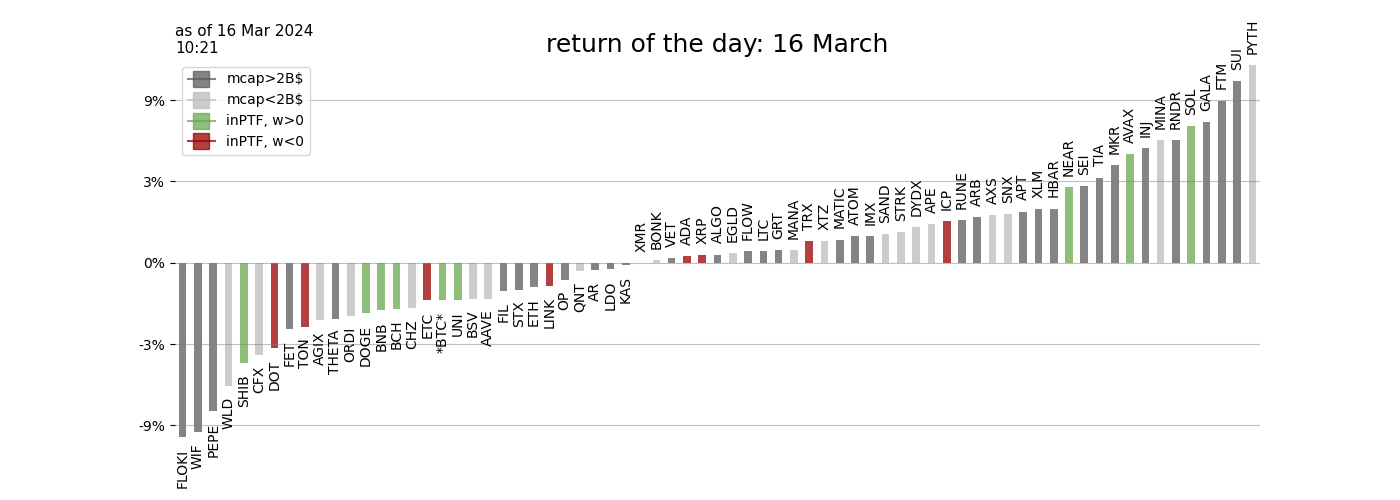 as of 16 Mar 2024
10:21
return of the day: 16 March
mcap>2B$
mcap<2B$
inPTF, w>0
inPTF, w<0
9%
3%
0%
-3%
-9%
FLOKI
WIF
PEPE
WLD
SHIB
CFX
DOT
FET
TON
AGIX
THETA
ORDI
DOGE
BNB
BCH
CHZ
ETC
*BTC*
UNI
BSV
AAVE
FIL
STX
ETH
LINK
OP
QNT
AR
LDO
KAS
XMR
BONK
VET
ADA
XRP
ALGO
EGLD
FLOW
LTC
GRT
MANA
TRX
XTZ
MATIC
ATOM
IMX
SAND
STRK
DYDX
APE
ICP
RUNE
ARB
AXS
SNX
APT
XLM
HBAR
NEAR
SEI
TIA
MKR
AVAX
INJ
MINA
RNDR
SOL
GALA
FTM
SUI
PYTH